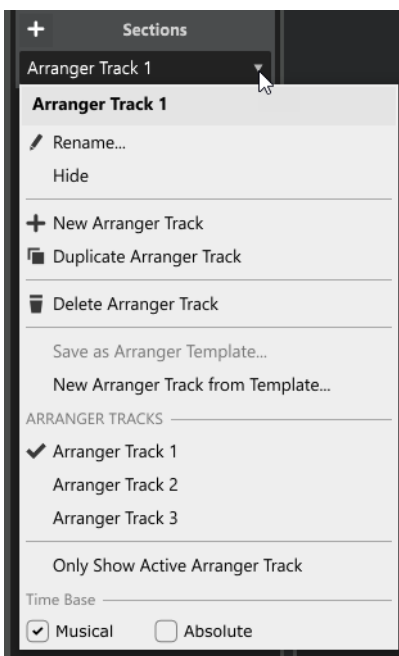 Sections
Arranger Track 1
Arranger Track 1
Rename...
Hide
New Arranger Track
Duplicate Arranger Track
Delete Arranger Track
Save as Arranger Template...
New Arranger Track from Template...
ARRANGER TRACKS
Arranger Track 1
Arranger Track 2
Arranger Track 3
Only Show Active Arranger Track
Time Base
Musical Absolute